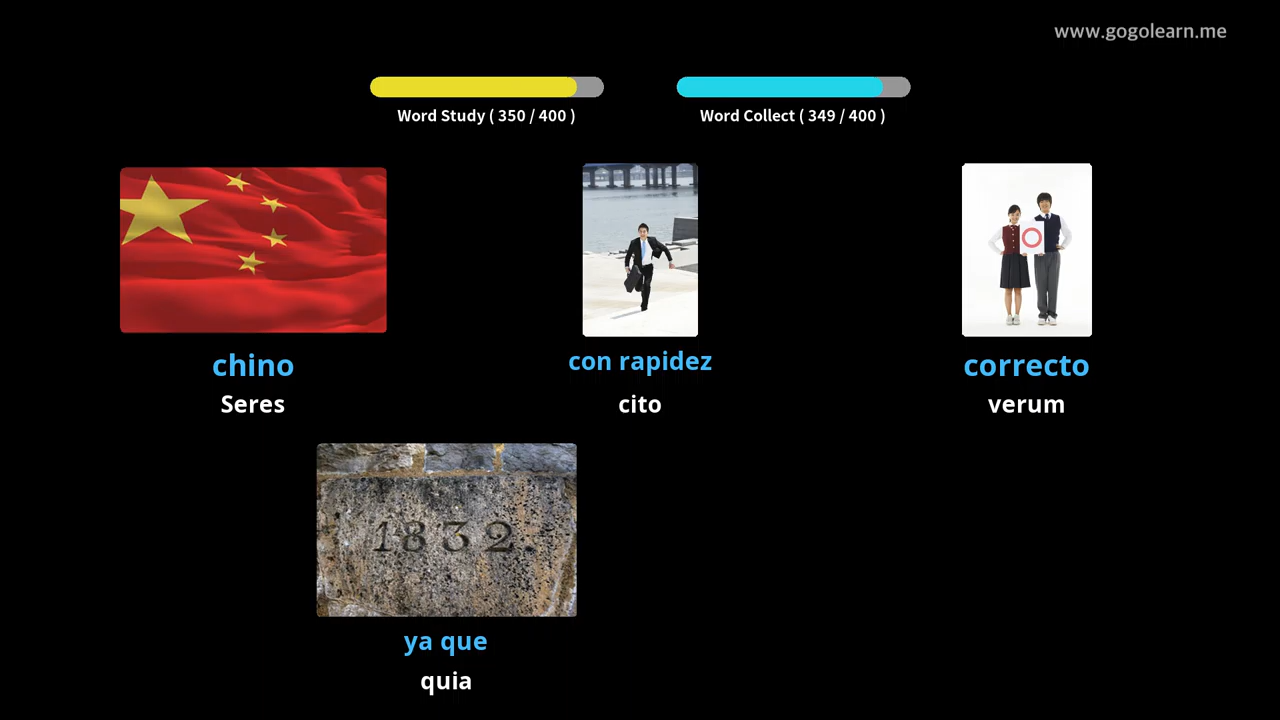 www.gogolearn.me
Word Study ( 350 / 400 )
Word Collect ( 349 / 400 )
chino
Seres
con rapidez
cito
correcto
verum
1832
ya que
quia